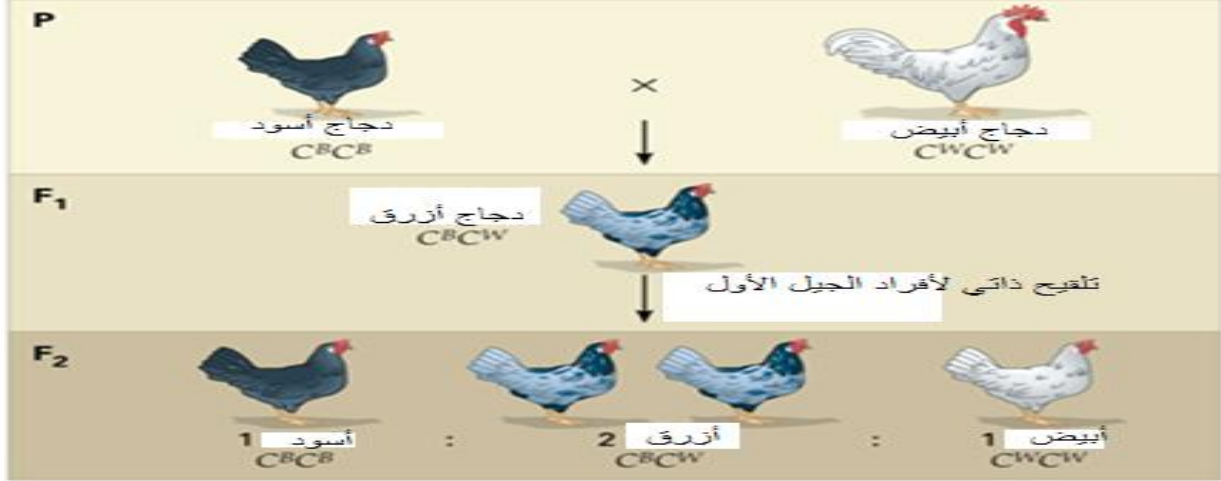 P
×
دجاج أسود
دجاج أبيض
CᴮCᴮ
CᵂCᵂ
F₁
دجاج أزرق
CᴮCᵂ
تلقيح ذاتي لأفراد الجيل الأول
F₂
1 أسود : 2 أزرق : 1 أبيض
CᴮCᴮ CᴮCᵂ CᵂCᵂ